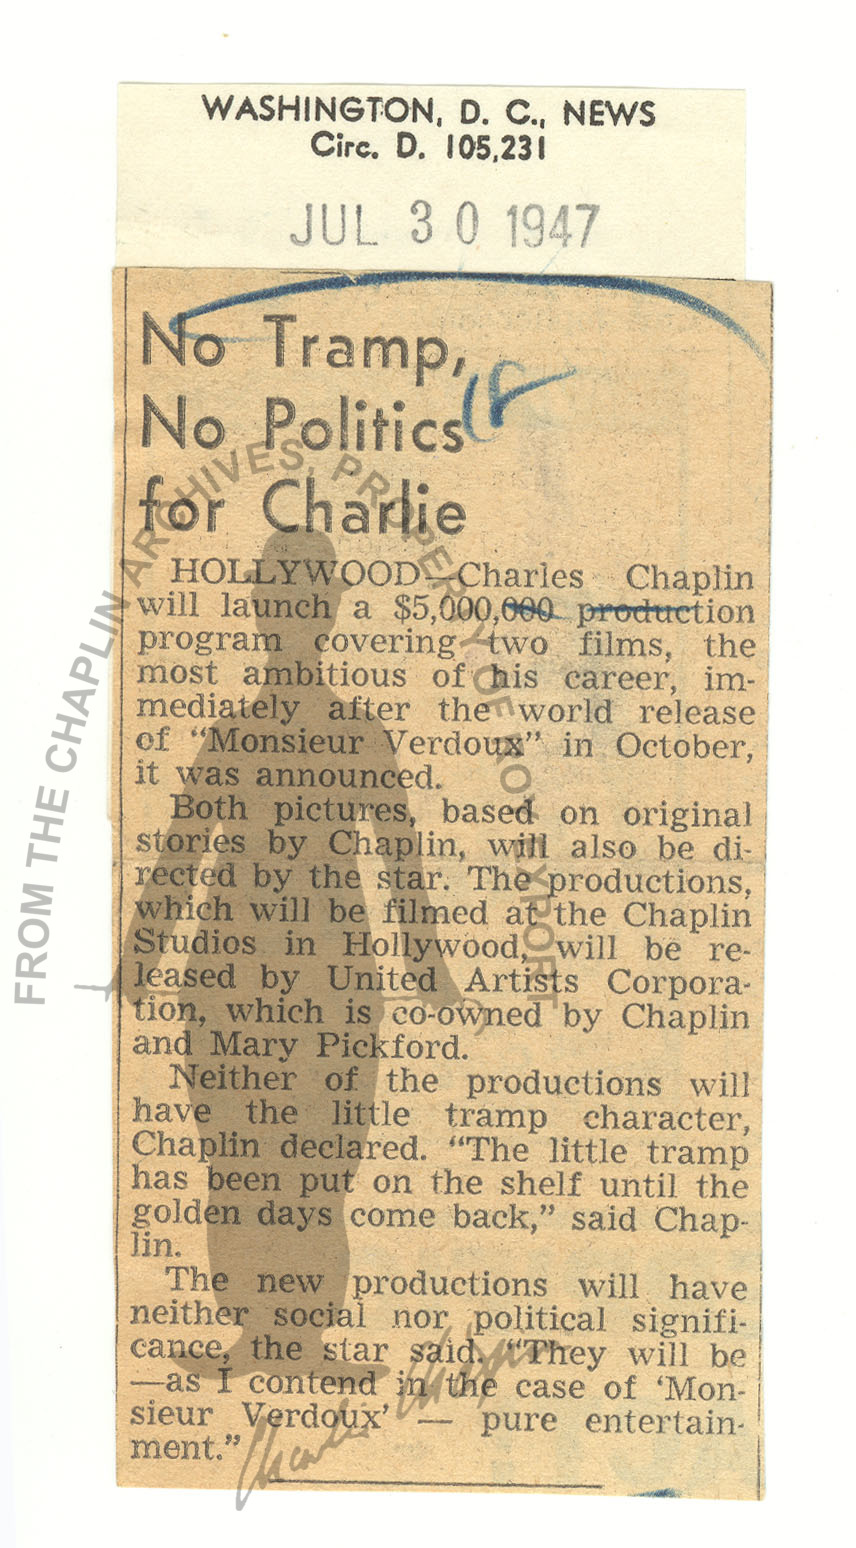 WASHINGTON, D. C., NEWS
Circ. D. 105,231
JUL 30 1947
No Tramp,
No Politics
for Charlie
HOLLYWOOD—Charles Chaplin
will launch a $5,000,000 production
program covering two films, the
most ambitious of his career, im-
mediately after the world release
of “Monsieur Verdoux” in October,
it was announced.
Both pictures, based on original
stories by Chaplin, will also be di-
rected by the star. The productions,
which will be filmed at the Chaplin
Studios in Hollywood, will be re-
leased by United Artists Corpora-
tion, which is co-owned by Chaplin
and Mary Pickford.
Neither of the productions will
have the little tramp character,
Chaplin declared. “The little tramp
has been put on the shelf until the
golden days come back,” said Chap-
lin.
The new productions will have
neither social nor political signifi-
cance, the star said. “They will be
—as I contend in the case of ‘Mon-
sieur Verdoux’ — pure entertain-
ment.”
FROM THE CHAPLIN ARCHIVES, PROPERTY OF ROY EXPORT
Charlie Chaplin